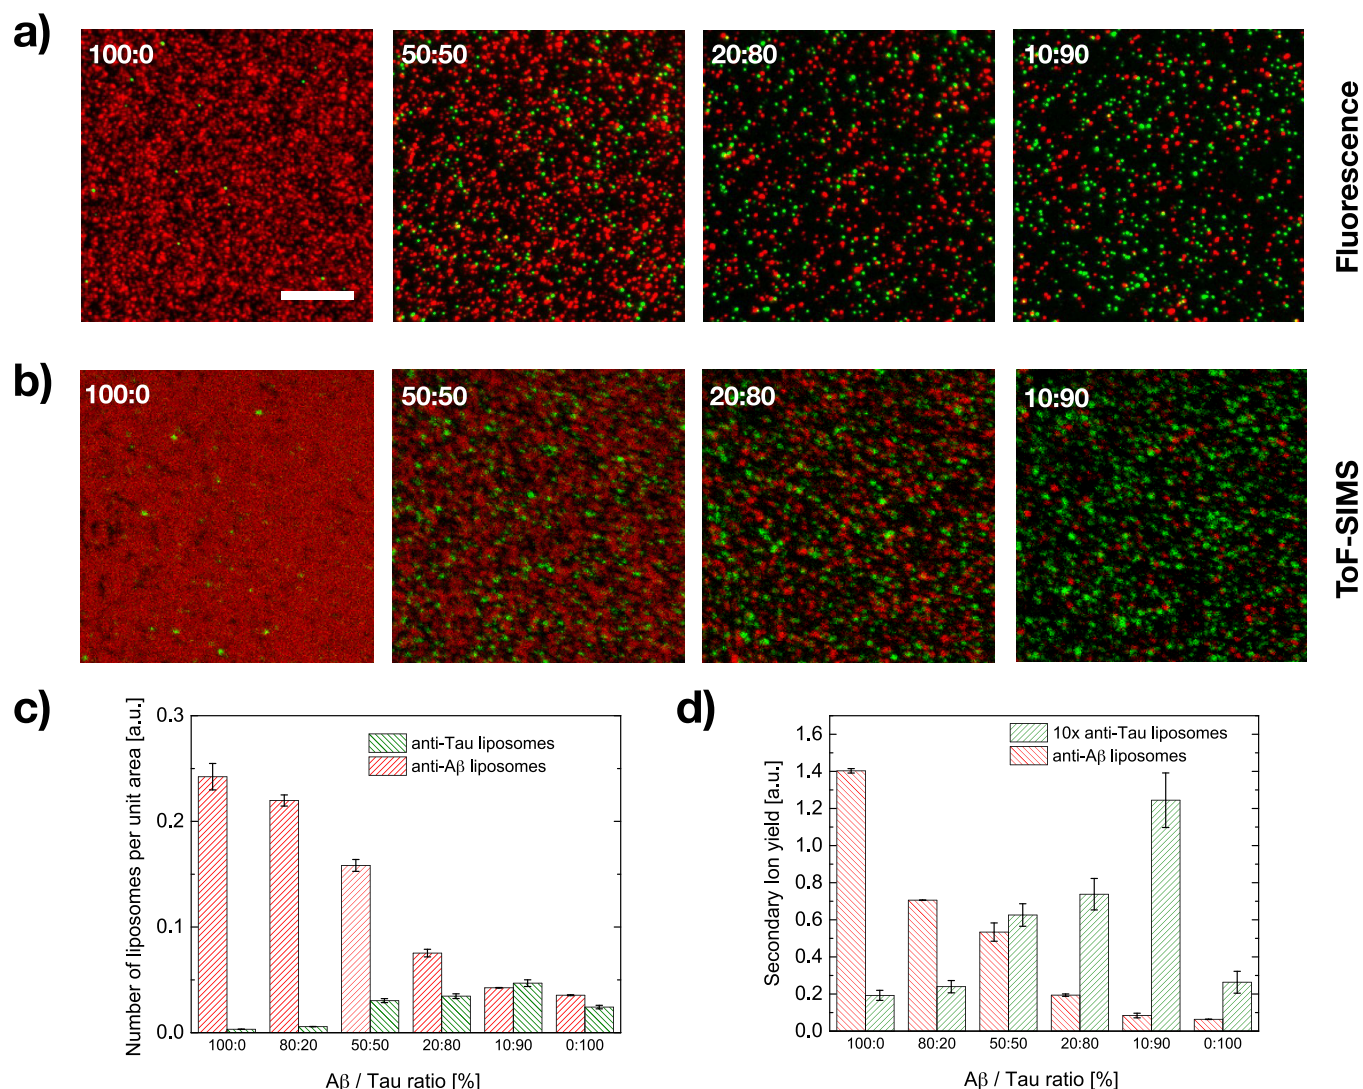 a)
100:0
50:50
20:80
10:90
Fluorescence
b)
100:0
50:50
20:80
10:90
ToF-SIMS
c)
Number of liposomes per unit area [a.u.]
0.3
0.2
0.1
0.0
anti-Tau liposomes
anti-Aβ liposomes
100:0 80:20 50:50 20:80 10:90 0:100
Aβ / Tau ratio [%]
d)
Secondary Ion yield [a.u.]
1.6
1.4
1.2
1.0
0.8
0.6
0.4
0.2
0.0
10x anti-Tau liposomes
anti-Aβ liposomes
100:0 80:20 50:50 20:80 10:90 0:100
Aβ / Tau ratio [%]